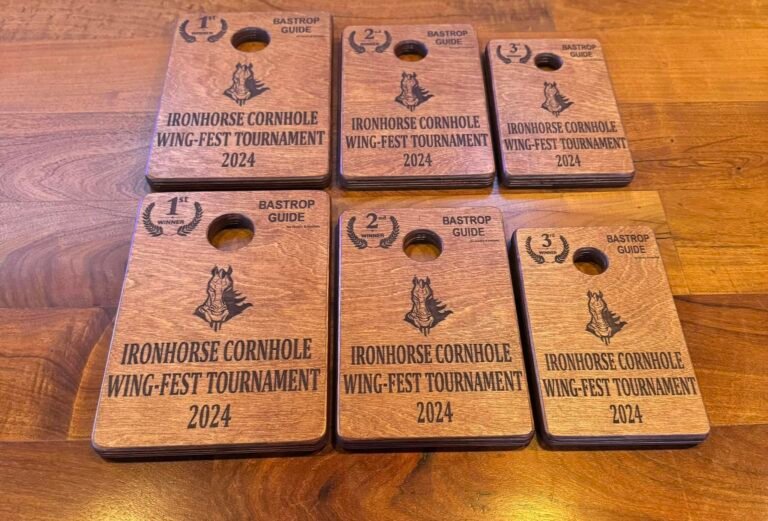 1st
WINNER
BASTROP
GUIDE
IRONHORSE CORNHOLE
WING-FEST TOURNAMENT
2024
2nd
WINNER
BASTROP
GUIDE
IRONHORSE CORNHOLE
WING-FEST TOURNAMENT
2024
3rd
WINNER
BASTROP
GUIDE
IRONHORSE CORNHOLE
WING-FEST TOURNAMENT
2024
1st
WINNER
BASTROP
GUIDE
IRONHORSE CORNHOLE
WING-FEST TOURNAMENT
2024
2nd
WINNER
BASTROP
GUIDE
IRONHORSE CORNHOLE
WING-FEST TOURNAMENT
2024
3rd
WINNER
BASTROP
GUIDE
IRONHORSE CORNHOLE
WING-FEST TOURNAMENT
2024